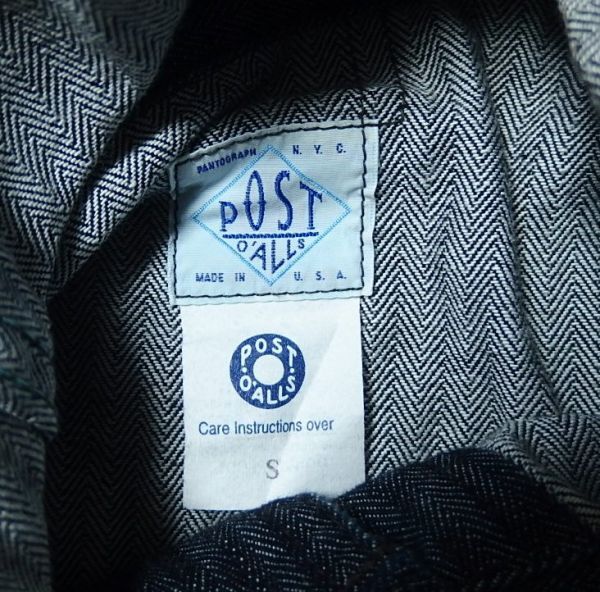 PANTOGRAPH N.Y.C.
POST
O'ALLS
MADE IN U.S.A.
POST
O'ALLS
Care Instructions over
S